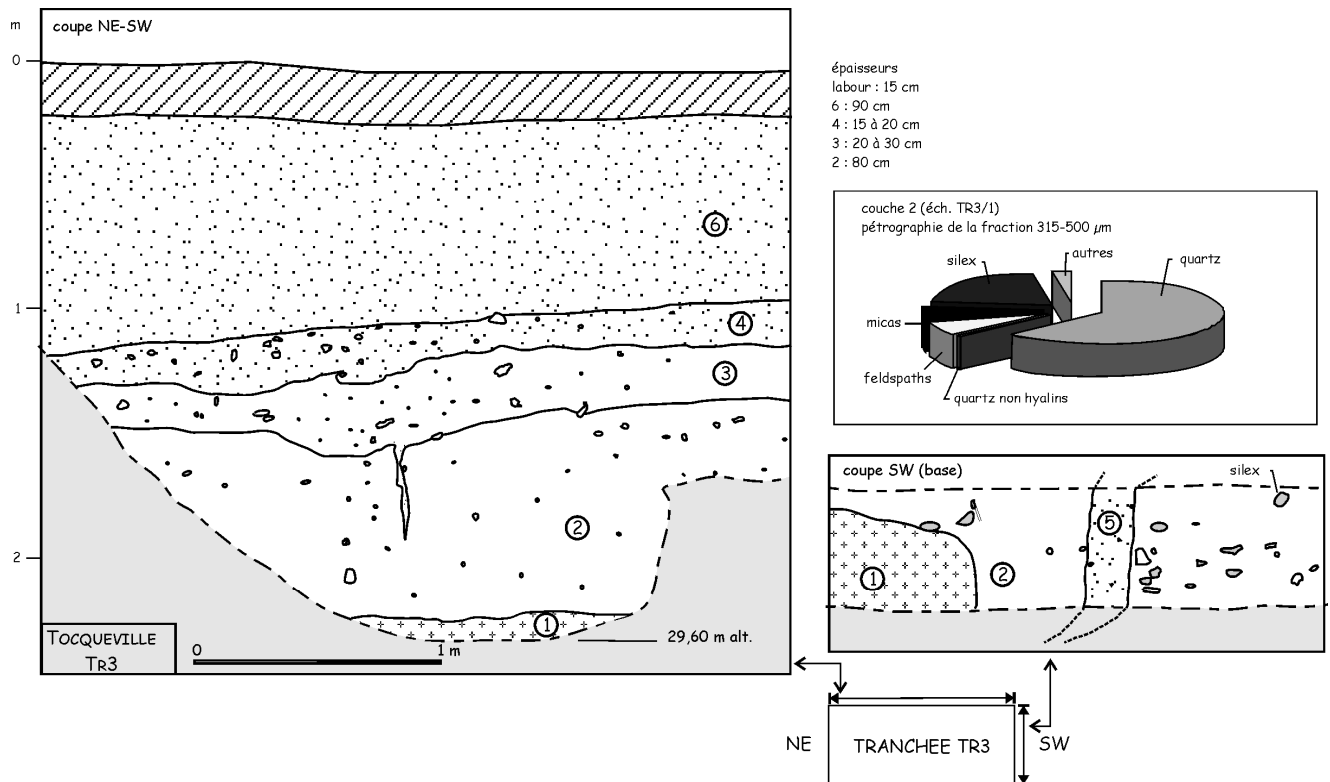 m
coupe NE-SW
0
1
2
6
4
3
2
1
29,60 m alt.
TOCQUEVILLE
TR3
0
1 m
épaisseurs
labour : 15 cm
6 : 90 cm
4 : 15 à 20 cm
3 : 20 à 30 cm
2 : 80 cm
couche 2 (éch. TR3/1)
pétrographie de la fraction 315-500 µm
silex
autres
quartz
micas
feldspaths
quartz non hyalins
coupe SW (base)
silex
5
1
2
NE
TRANCHEE TR3
SW